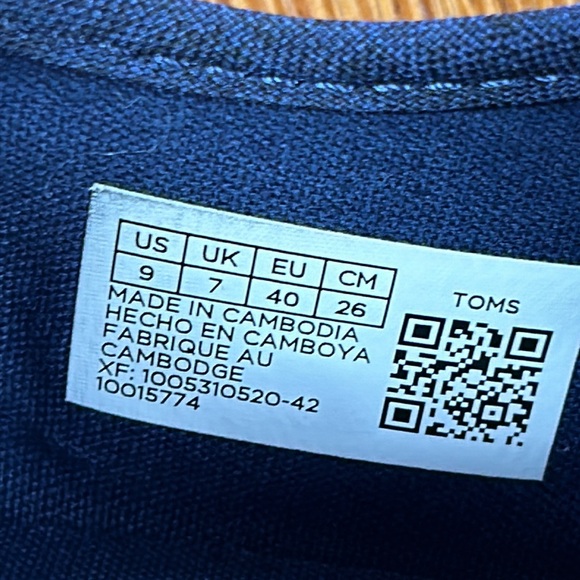 US UK EU CM
9 7 40 26
MADE IN CAMBODIA
HECHO EN CAMBOYA
FABRIQUE AU
CAMBODGE
XF: 1005310520-42
10015774
TOMS